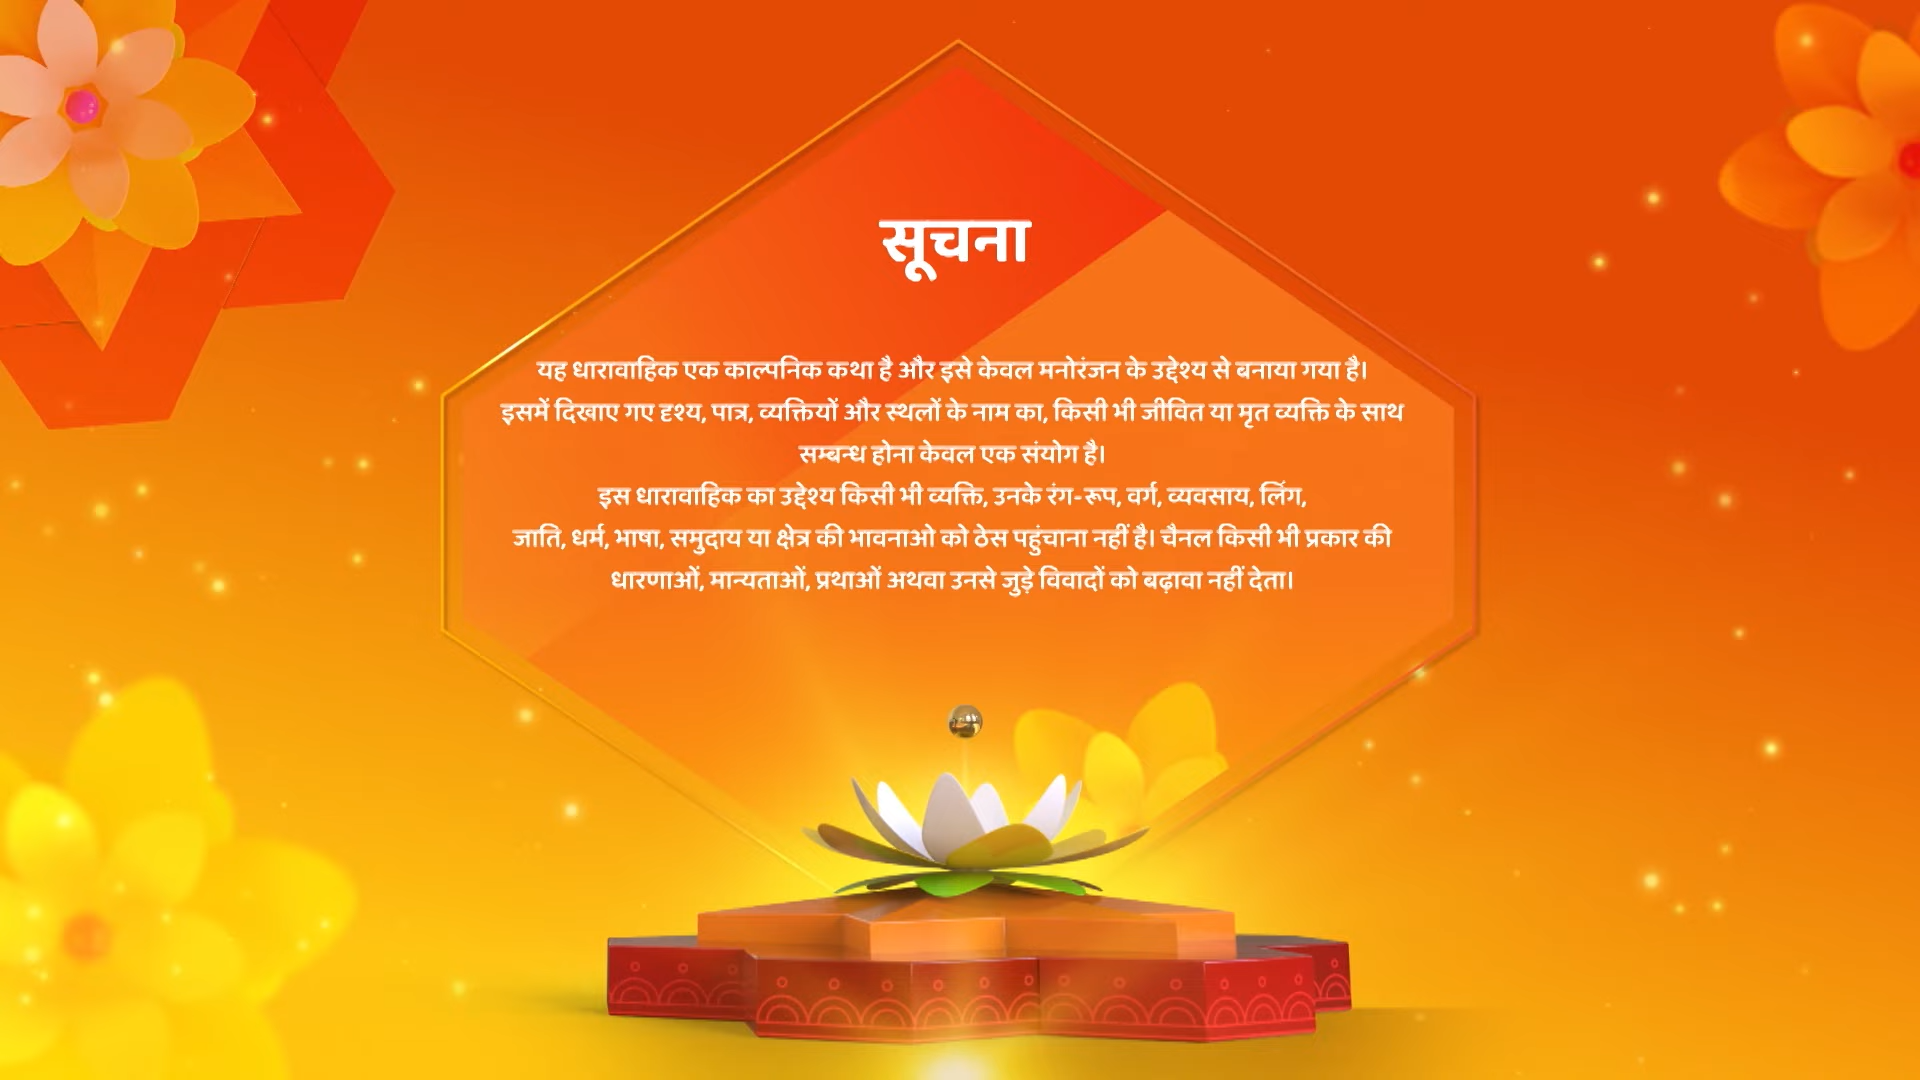 सूचना
यह धारावाहिक एक काल्पनिक कथा है और इसे केवल मनोरंजन के उद्देश्य से बनाया गया है।
इसमें दिखाए गए दृश्य, पात्र, व्यक्तियों और स्थलों के नाम का, किसी भी जीवित या मृत व्यक्ति के साथ
सम्बन्ध होना केवल एक संयोग है।
इस धारावाहिक का उद्देश्य किसी भी व्यक्ति, उनके रंग-रूप, वर्ग, व्यवसाय, लिंग,
जाति, धर्म, भाषा, समुदाय या क्षेत्र की भावनाओ को ठेस पहुंचाना नहीं है। चैनल किसी भी प्रकार की
धारणाओं, मान्यताओं, प्रथाओं अथवा उनसे जुड़े विवादों को बढ़ावा नहीं देता।